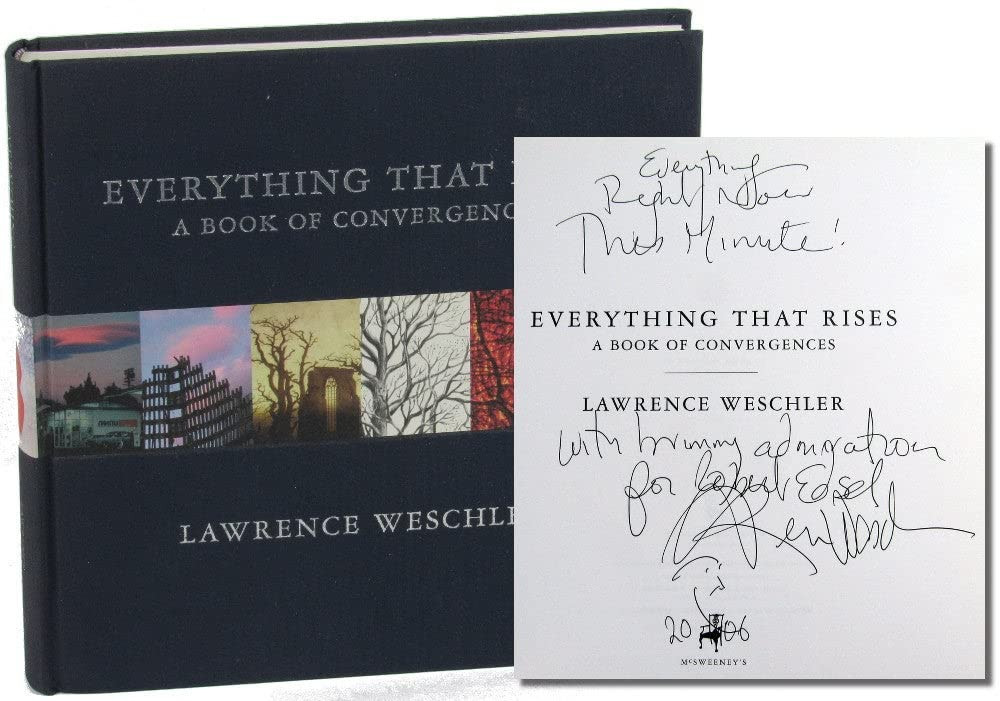 EVERYTHING THAT
A BOOK OF CONVERGENC
LAWRENCE WESCHLE
Everything
Right Now
This Minute!
EVERYTHING THAT RISES
A BOOK OF CONVERGENCES
LAWRENCE WESCHLER
with brimming admiration
for Robert Edsel
20 06
McSWEENEY'S